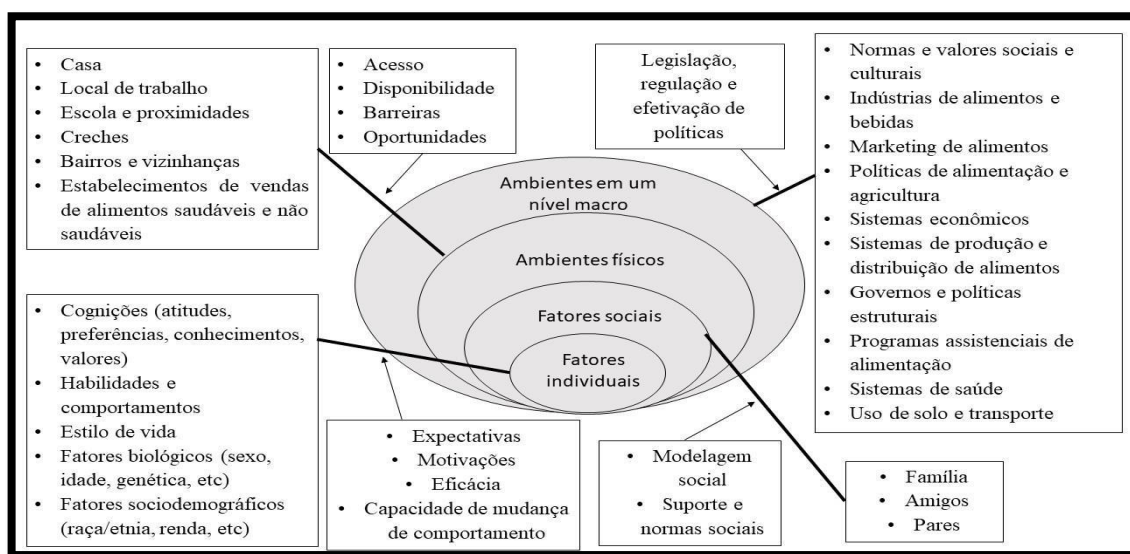 • Casa
• Local de trabalho
• Escola e proximidades
• Creches
• Bairros e vizinhanças
• Estabelecimentos de vendas
de alimentos saudáveis e não
saudáveis
• Acesso
• Disponibilidade
• Barreiras
• Oportunidades
Legislação,
regulação e
efetivação de
políticas
• Normas e valores sociais e
culturais
• Indústrias de alimentos e
bebidas
• Marketing de alimentos
• Políticas de alimentação e
agricultura
• Sistemas econômicos
• Sistemas de produção e
distribuição de alimentos
• Governos e políticas
estruturais
• Programas assistenciais de
alimentação
• Sistemas de saúde
• Uso de solo e transporte
Ambientes em um
nível macro
Ambientes físicos
Fatores sociais
Fatores
individuais
• Cognições (atitudes,
preferências, conhecimentos,
valores)
• Habilidades e
comportamentos
• Estilo de vida
• Fatores biológicos (sexo,
idade, genética, etc)
• Fatores sociodemográficos
(raça/etnia, renda, etc)
• Expectativas
• Motivações
• Eficácia
• Capacidade de mudança
de comportamento
• Modelagem
social
• Suporte e
normas sociais
• Família
• Amigos
• Pares